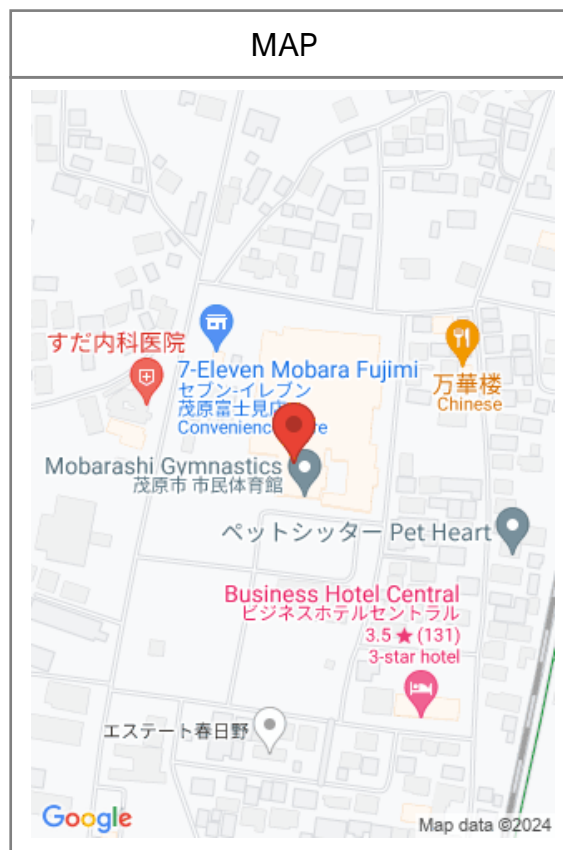 MAP
すだ内科医院
7-Eleven Mobara Fujimi
セブン-イレブン
茂原富士見店
Convenience
万華楼
Chinese
Mobarashi Gymnastics
茂原市 市民体育館
ペットシッター Pet Heart
Business Hotel Central
ビジネスホテルセントラル
3.5 ★ (131)
3-star hotel
エステート春日野
Google
Map data ©2024